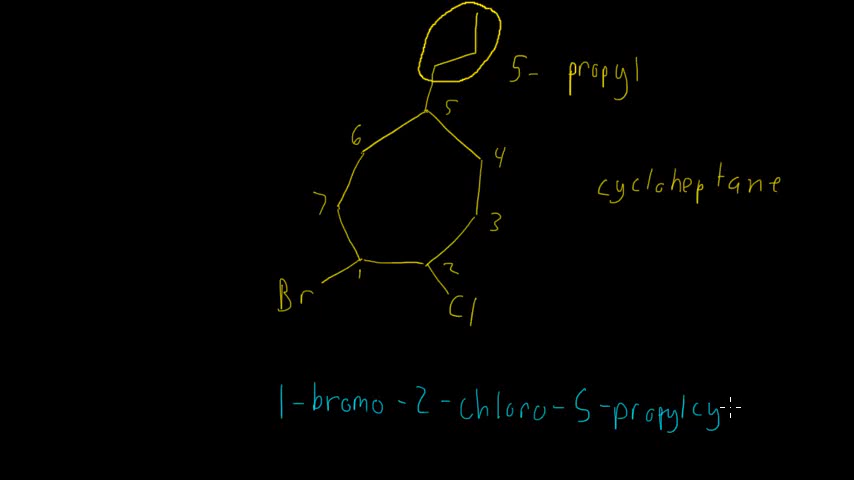 5- propyl
5
6
4
cycloheptane
7
3
1
2
Br
Cl
1-bromo-2-chloro-5-propylcy